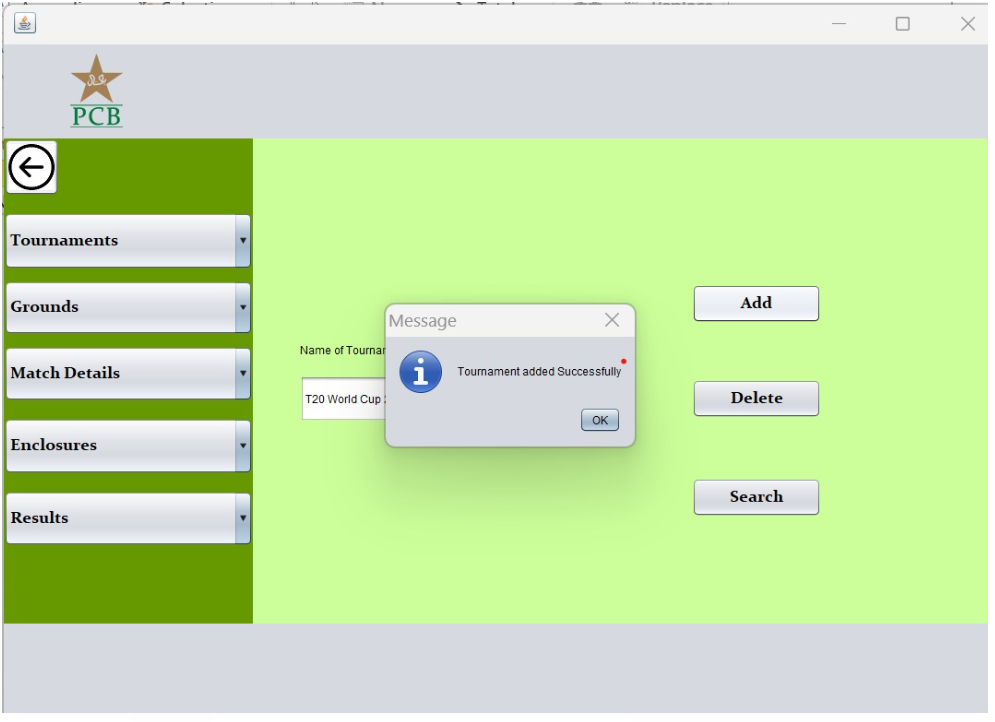 PCB
Tournaments
Grounds
Match Details
Enclosures
Results
Name of
T20 World Cup
Message
Tournament added Successfully
OK
Add
Delete
Search